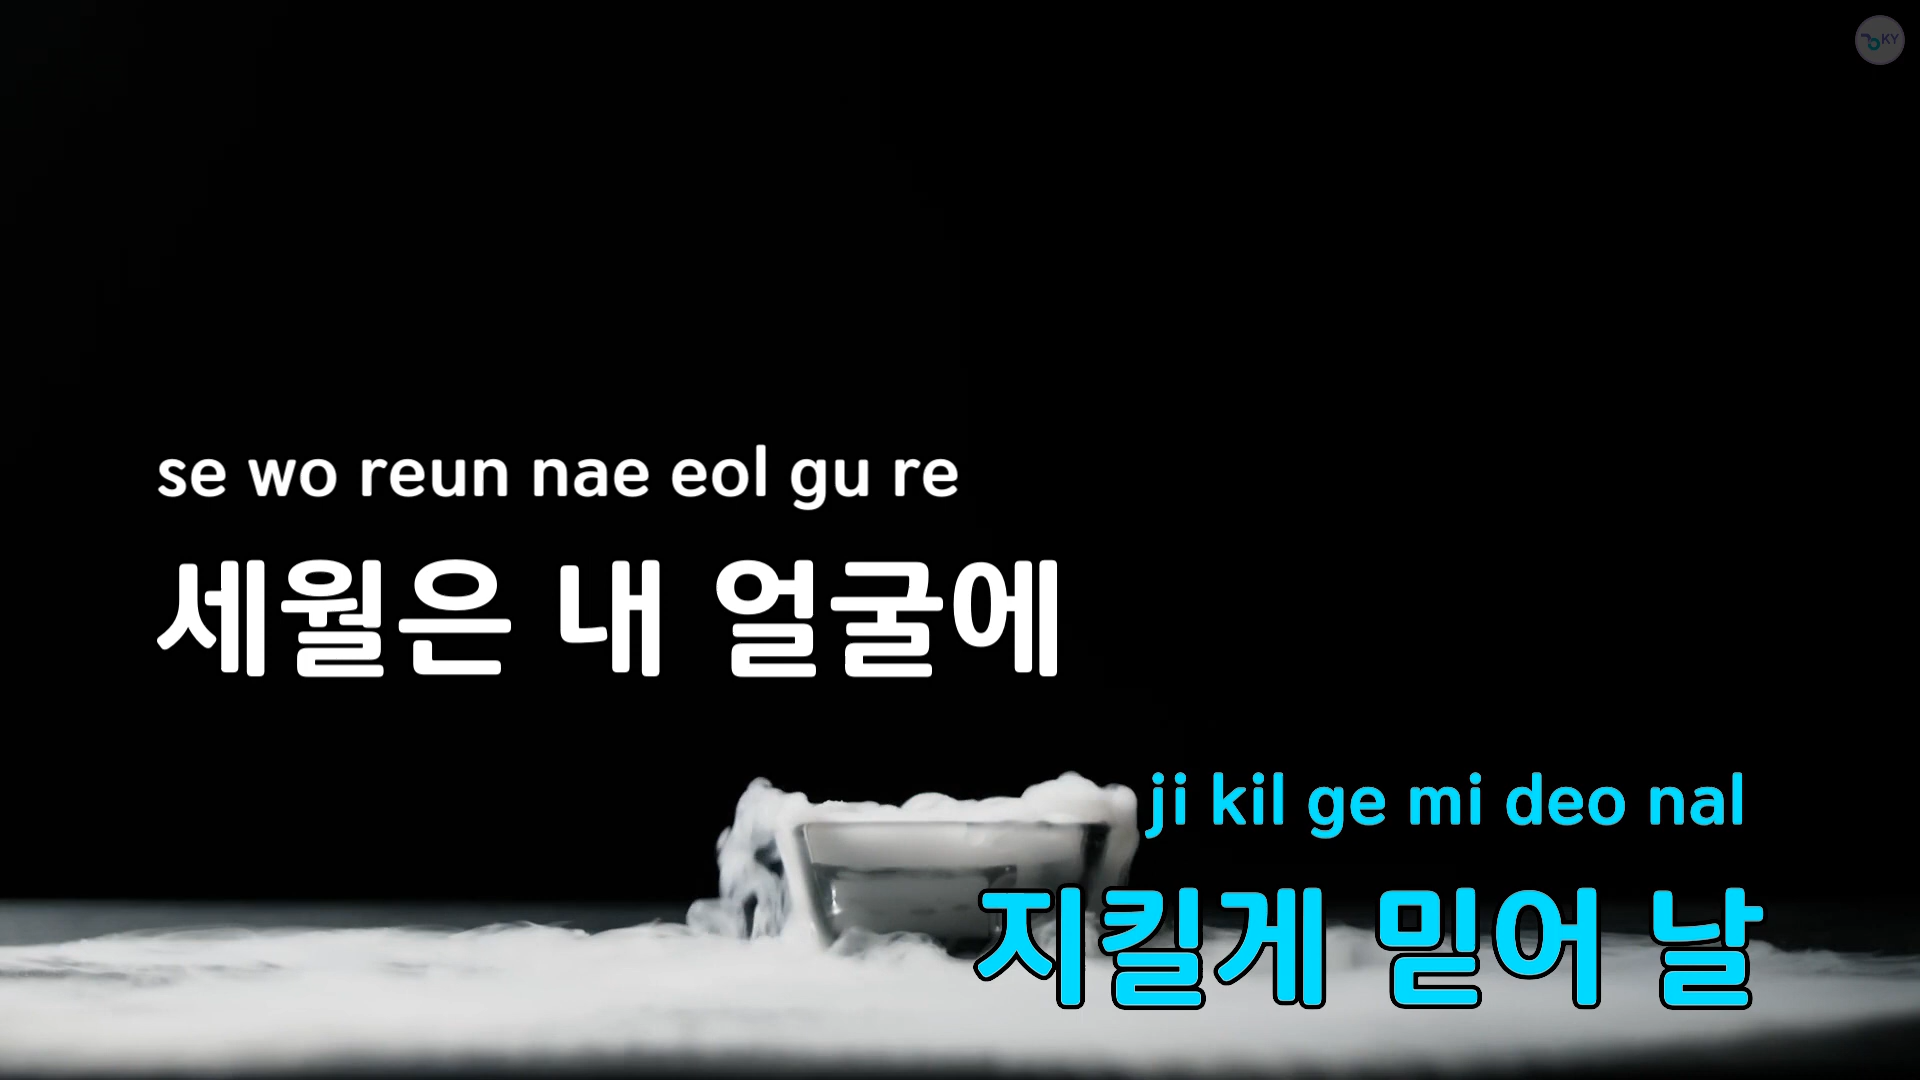 KY
se wo reun nae eol gu re
세월은 내 얼굴에
ji kil ge mi deo nal
지킬게 믿어 날